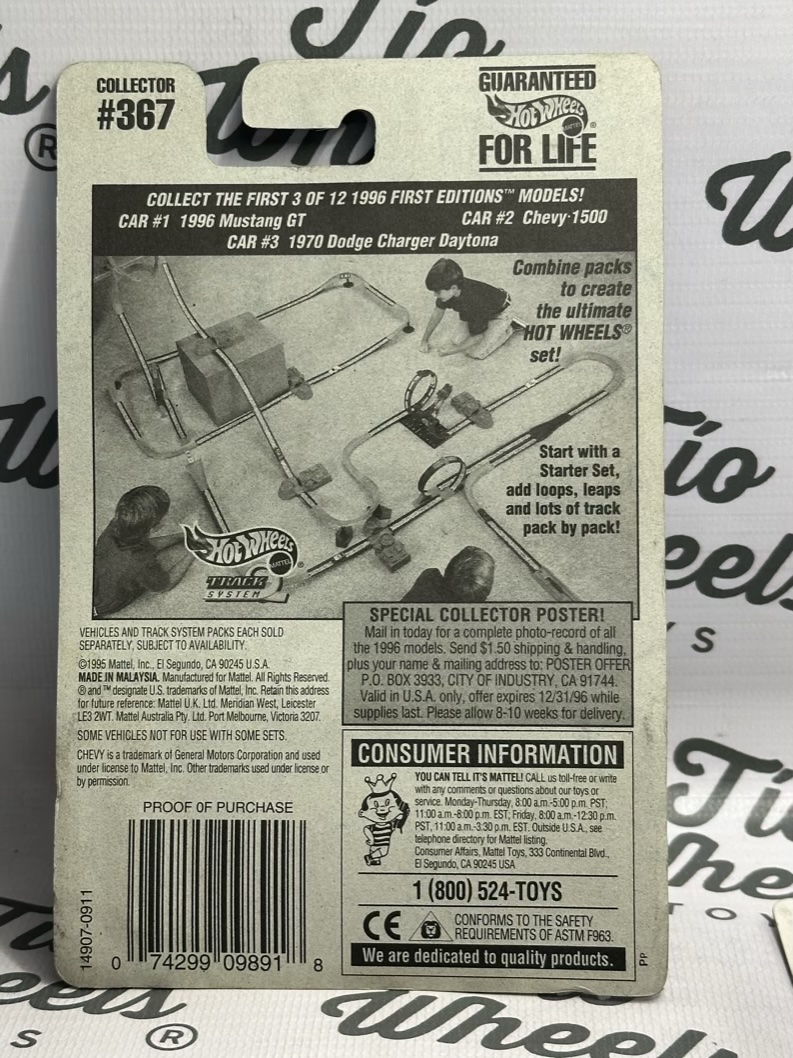 COLLECTOR
#367
GUARANTEED
HOT WHEELS
MATTEL
®
FOR LIFE
COLLECT THE FIRST 3 OF 12 1996 FIRST EDITIONS™ MODELS!
CAR #1 1996 Mustang GT
CAR #2 Chevy 1500
CAR #3 1970 Dodge Charger Daytona
Combine packs
to create
the ultimate
HOT WHEELS®
set!
Start with a
Starter Set,
add loops, leaps
and lots of track
pack by pack!
HOT WHEELS
MATTEL
®
TRACK
SYSTEM
VEHICLES AND TRACK SYSTEM PACKS EACH SOLD
SEPARATELY, SUBJECT TO AVAILABILITY.
©1995 Mattel, Inc., El Segundo, CA 90245 U.S.A.
MADE IN MALAYSIA. Manufactured for Mattel. All Rights Reserved.
® and ™ designate U.S. trademarks of Mattel, Inc. Retain this address
for future reference: Mattel U.K. Ltd. Meridian West, Leicester
LE3 2WT. Mattel Australia Pty. Ltd. Port Melbourne, Victoria 3207.
SOME VEHICLES NOT FOR USE WITH SOME SETS.
CHEVY is a trademark of General Motors Corporation and used
under license to Mattel, Inc. Other trademarks used under license or
by permission.
SPECIAL COLLECTOR POSTER!
Mail in today for a complete photo-record of all
the 1996 models. Send $1.50 shipping & handling,
plus your name & mailing address to: POSTER OFFER
P.O. BOX 3933, CITY OF INDUSTRY, CA 91744.
Valid in U.S.A. only, offer expires 12/31/96 while
supplies last. Please allow 8-10 weeks for delivery.
CONSUMER INFORMATION
YOU CAN TELL IT'S MATTEL! CALL us toll-free or write
with any comments or questions about our toys or
service. Monday-Thursday, 8:00 a.m.-5:00 p.m. PST;
11:00 a.m.-8:00 p.m. EST; Friday, 8:00 a.m.-12:30 p.m.
PST, 11:00 a.m.-3:30 p.m. EST. Outside U.S.A., see
telephone directory for Mattel listing.
Consumer Affairs, Mattel Toys, 333 Continental Blvd.,
El Segundo, CA 90245 USA
1 (800) 524-TOYS
CE
CONFORMS TO THE SAFETY
REQUIREMENTS OF ASTM F963.
We are dedicated to quality products.
PP
PROOF OF PURCHASE
14907-0911
0 74299 09891 8
Tío
Wheels
®